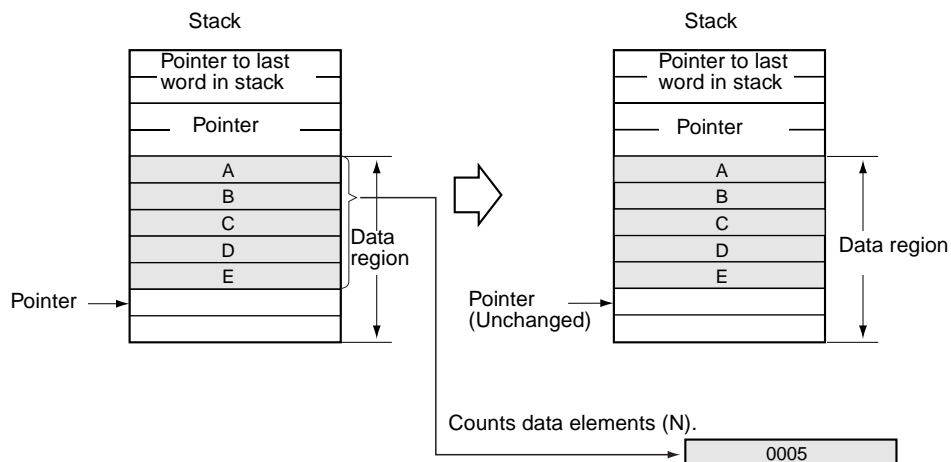 Stack
Pointer to last
word in stack
Pointer
A
B
C
D
E
Data
region
Pointer
Stack
Pointer to last
word in stack
Pointer
A
B
C
D
E
Data region
Pointer
(Unchanged)
Counts data elements (N).
0005